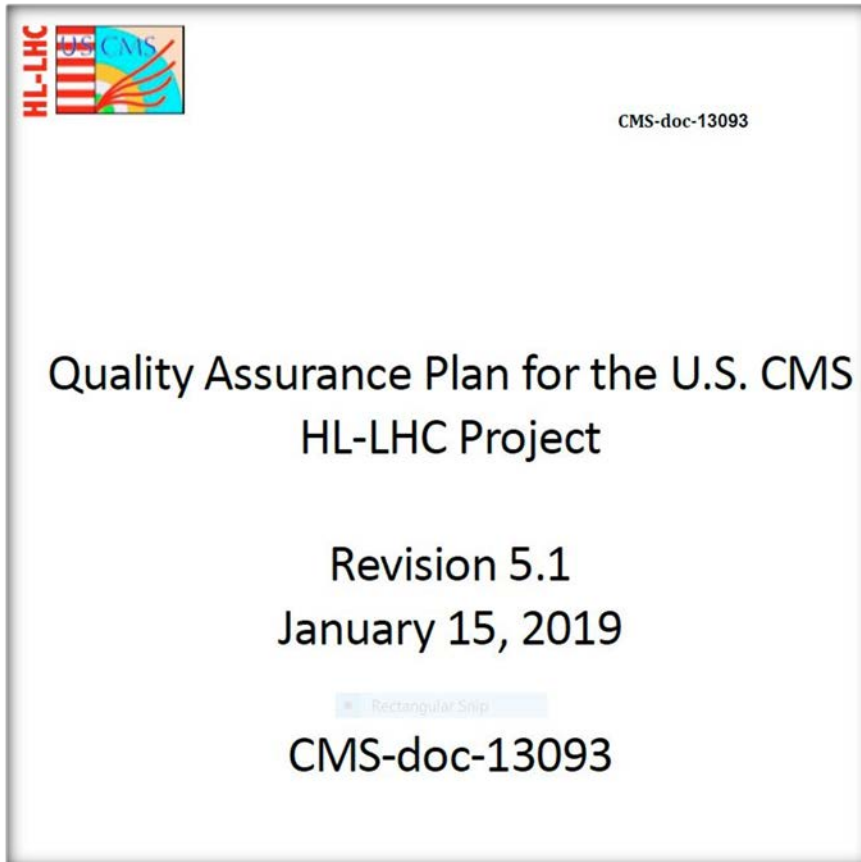 HL-LHC
US CMS
CMS-doc-13093
Quality Assurance Plan for the U.S. CMS
HL-LHC Project
Revision 5.1
January 15, 2019
Rectangular Snip
CMS-doc-13093